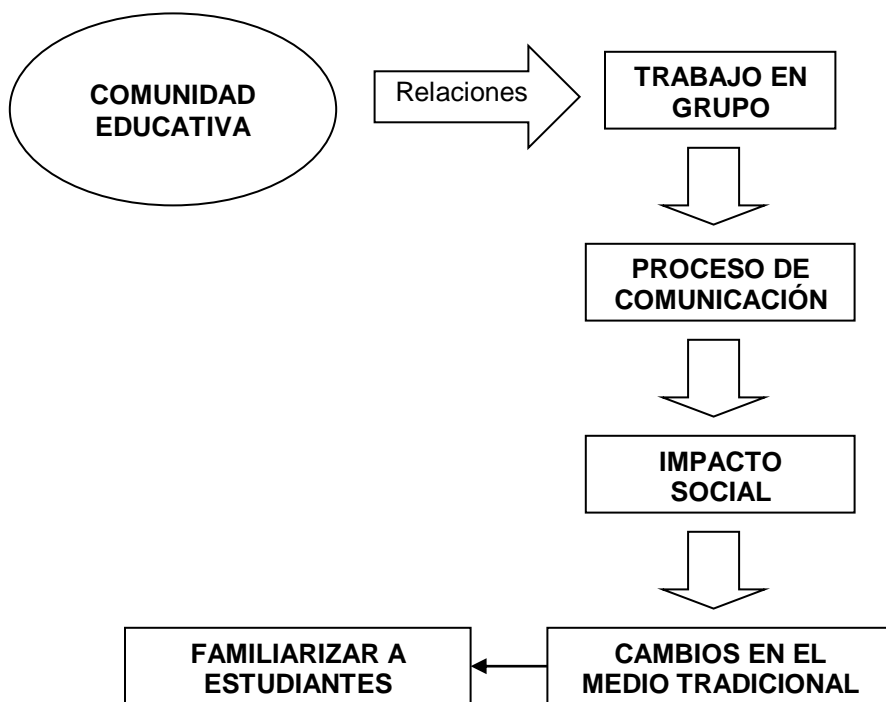 COMUNIDAD
EDUCATIVA
Relaciones
TRABAJO EN
GRUPO
PROCESO DE
COMUNICACIÓN
IMPACTO
SOCIAL
CAMBIOS EN EL
MEDIO TRADICIONAL
FAMILIARIZAR A
ESTUDIANTES